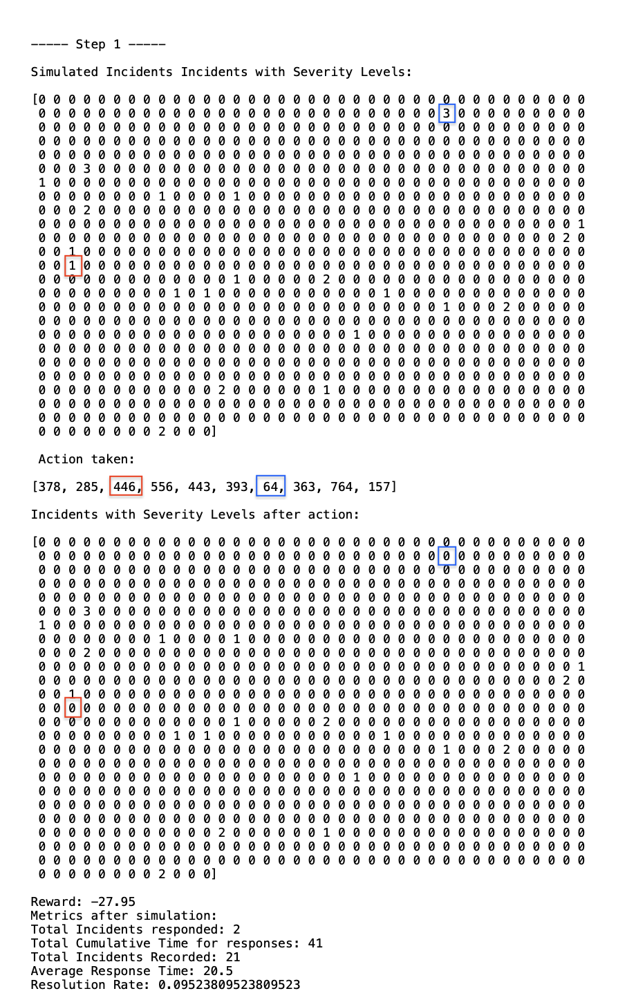 ----- Step 1 -----
Simulated Incidents Incidents with Severity Levels:
[0 0 0 0 0 0 0 0 0 0 0 0 0 0 0 0 0 0 0 0 0 0 0 0 0 0 0 0 0 0 0 0 0 0 0 0 0
0 0 0 0 0 0 0 0 0 0 0 0 0 0 0 0 0 0 0 0 0 0 0 0 0 0 0 3 0 0 0 0 0 0 0 0 0
0 0 0 0 0 0 0 0 0 0 0 0 0 0 0 0 0 0 0 0 0 0 0 0 0 0 0 0 0 0 0 0 0 0 0 0 0
0 0 0 0 0 0 0 0 0 0 0 0 0 0 0 0 0 0 0 0 0 0 0 0 0 0 0 0 0 0 0 0 0 0 0 0 0
0 0 0 0 0 0 0 0 0 0 0 0 0 0 0 0 0 0 0 0 0 0 0 0 0 0 0 0 0 0 0 0 0 0 0 0 0
0 0 0 3 0 0 0 0 0 0 0 0 0 0 0 0 0 0 0 0 0 0 0 0 0 0 0 0 0 0 0 0 0 0 0 0 0
1 0 0 0 0 0 0 0 0 0 0 0 0 0 0 0 0 0 0 0 0 0 0 0 0 0 0 0 0 0 0 0 0 0 0 0 0
0 0 0 0 0 0 0 0 1 0 0 0 0 1 0 0 0 0 0 0 0 0 0 0 0 0 0 0 0 0 0 0 0 0 0 0 0
0 0 0 2 0 0 0 0 0 0 0 0 0 0 0 0 0 0 0 0 0 0 0 0 0 0 0 0 0 0 0 0 0 0 0 0 0
0 0 0 0 0 0 0 0 0 0 0 0 0 0 0 0 0 0 0 0 0 0 0 0 0 0 0 0 0 0 0 0 0 0 0 0 1
0 0 0 0 0 0 0 0 0 0 0 0 0 0 0 0 0 0 0 0 0 0 0 0 0 0 0 0 0 0 0 0 0 0 0 2 0
0 0 1 0 0 0 0 0 0 0 0 0 0 0 0 0 0 0 0 0 0 0 0 0 0 0 0 0 0 0 0 0 0 0 0 0 0
0 0 1 0 0 0 0 0 0 0 0 0 0 0 0 0 0 0 0 0 0 0 0 0 0 0 0 0 0 0 0 0 0 0 0 0 0
0 0 0 0 0 0 0 0 0 0 0 0 0 1 0 0 0 0 0 2 0 0 0 0 0 0 0 0 0 0 0 0 0 0 0 0 0
0 0 0 0 0 0 0 0 0 1 0 1 0 0 0 0 0 0 0 0 0 0 0 1 0 0 0 0 0 0 0 0 0 0 0 0 0
0 0 0 0 0 0 0 0 0 0 0 0 0 0 0 0 0 0 0 0 0 0 0 0 0 0 0 1 0 0 0 2 0 0 0 0 0
0 0 0 0 0 0 0 0 0 0 0 0 0 0 0 0 0 0 0 0 0 0 0 0 0 0 0 0 0 0 0 0 0 0 0 0 0
0 0 0 0 0 0 0 0 0 0 0 0 0 0 0 0 0 0 0 0 0 1 0 0 0 0 0 0 0 0 0 0 0 0 0 0 0
0 0 0 0 0 0 0 0 0 0 0 0 0 0 0 0 0 0 0 0 0 0 0 0 0 0 0 0 0 0 0 0 0 0 0 0 0
0 0 0 0 0 0 0 0 0 0 0 0 0 0 0 0 0 0 0 0 0 0 0 0 0 0 0 0 0 0 0 0 0 0 0 0 0
0 0 0 0 0 0 0 0 0 0 0 0 0 0 0 0 0 0 0 0 0 0 0 0 0 0 0 0 0 0 0 0 0 0 0 0 0
0 0 0 0 0 0 0 0 0 0 0 0 2 0 0 0 0 0 0 1 0 0 0 0 0 0 0 0 0 0 0 0 0 0 0 0 0
0 0 0 0 0 0 0 0 0 0 0 0 0 0 0 0 0 0 0 0 0 0 0 0 0 0 0 0 0 0 0 0 0 0 0 0 0
0 0 0 0 0 0 0 0 0 0 0 0 0 0 0 0 0 0 0 0 0 0 0 0 0 0 0 0 0 0 0 0 0 0 0 0 0
0 0 0 0 0 0 0 0 2 0 0 0]
Action taken:
[378, 285, 446, 556, 443, 393, 64, 363, 764, 157]
Incidents with Severity Levels after action:
[0 0 0 0 0 0 0 0 0 0 0 0 0 0 0 0 0 0 0 0 0 0 0 0 0 0 0 0 0 0 0 0 0 0 0 0 0
0 0 0 0 0 0 0 0 0 0 0 0 0 0 0 0 0 0 0 0 0 0 0 0 0 0 0 0 0 0 0 0 0 0 0 0 0
0 0 0 0 0 0 0 0 0 0 0 0 0 0 0 0 0 0 0 0 0 0 0 0 0 0 0 0 0 0 0 0 0 0 0 0 0
0 0 0 0 0 0 0 0 0 0 0 0 0 0 0 0 0 0 0 0 0 0 0 0 0 0 0 0 0 0 0 0 0 0 0 0 0
0 0 0 0 0 0 0 0 0 0 0 0 0 0 0 0 0 0 0 0 0 0 0 0 0 0 0 0 0 0 0 0 0 0 0 0 0
0 0 0 3 0 0 0 0 0 0 0 0 0 0 0 0 0 0 0 0 0 0 0 0 0 0 0 0 0 0 0 0 0 0 0 0 0
1 0 0 0 0 0 0 0 0 0 0 0 0 0 0 0 0 0 0 0 0 0 0 0 0 0 0 0 0 0 0 0 0 0 0 0 0
0 0 0 0 0 0 0 0 1 0 0 0 0 1 0 0 0 0 0 0 0 0 0 0 0 0 0 0 0 0 0 0 0 0 0 0 0
0 0 0 2 0 0 0 0 0 0 0 0 0 0 0 0 0 0 0 0 0 0 0 0 0 0 0 0 0 0 0 0 0 0 0 0 0
0 0 0 0 0 0 0 0 0 0 0 0 0 0 0 0 0 0 0 0 0 0 0 0 0 0 0 0 0 0 0 0 0 0 0 0 1
0 0 0 0 0 0 0 0 0 0 0 0 0 0 0 0 0 0 0 0 0 0 0 0 0 0 0 0 0 0 0 0 0 0 0 2 0
0 0 1 0 0 0 0 0 0 0 0 0 0 0 0 0 0 0 0 0 0 0 0 0 0 0 0 0 0 0 0 0 0 0 0 0 0
0 0 0 0 0 0 0 0 0 0 0 0 0 0 0 0 0 0 0 0 0 0 0 0 0 0 0 0 0 0 0 0 0 0 0 0 0
0 0 0 0 0 0 0 0 0 0 0 0 0 1 0 0 0 0 0 2 0 0 0 0 0 0 0 0 0 0 0 0 0 0 0 0 0
0 0 0 0 0 0 0 0 0 1 0 1 0 0 0 0 0 0 0 0 0 0 0 1 0 0 0 0 0 0 0 0 0 0 0 0 0
0 0 0 0 0 0 0 0 0 0 0 0 0 0 0 0 0 0 0 0 0 0 0 0 0 0 0 1 0 0 0 2 0 0 0 0 0
0 0 0 0 0 0 0 0 0 0 0 0 0 0 0 0 0 0 0 0 0 0 0 0 0 0 0 0 0 0 0 0 0 0 0 0 0
0 0 0 0 0 0 0 0 0 0 0 0 0 0 0 0 0 0 0 0 0 1 0 0 0 0 0 0 0 0 0 0 0 0 0 0 0
0 0 0 0 0 0 0 0 0 0 0 0 0 0 0 0 0 0 0 0 0 0 0 0 0 0 0 0 0 0 0 0 0 0 0 0 0
0 0 0 0 0 0 0 0 0 0 0 0 0 0 0 0 0 0 0 0 0 0 0 0 0 0 0 0 0 0 0 0 0 0 0 0 0
0 0 0 0 0 0 0 0 0 0 0 0 0 0 0 0 0 0 0 0 0 0 0 0 0 0 0 0 0 0 0 0 0 0 0 0 0
0 0 0 0 0 0 0 0 0 0 0 0 2 0 0 0 0 0 0 1 0 0 0 0 0 0 0 0 0 0 0 0 0 0 0 0 0
0 0 0 0 0 0 0 0 0 0 0 0 0 0 0 0 0 0 0 0 0 0 0 0 0 0 0 0 0 0 0 0 0 0 0 0 0
0 0 0 0 0 0 0 0 0 0 0 0 0 0 0 0 0 0 0 0 0 0 0 0 0 0 0 0 0 0 0 0 0 0 0 0 0
0 0 0 0 0 0 0 0 2 0 0 0]
Reward: -27.95
Metrics after simulation:
Total Incidents responded: 2
Total Cumulative Time for responses: 41
Total Incidents Recorded: 21
Average Response Time: 20.5
Resolution Rate: 0.09523809523809523